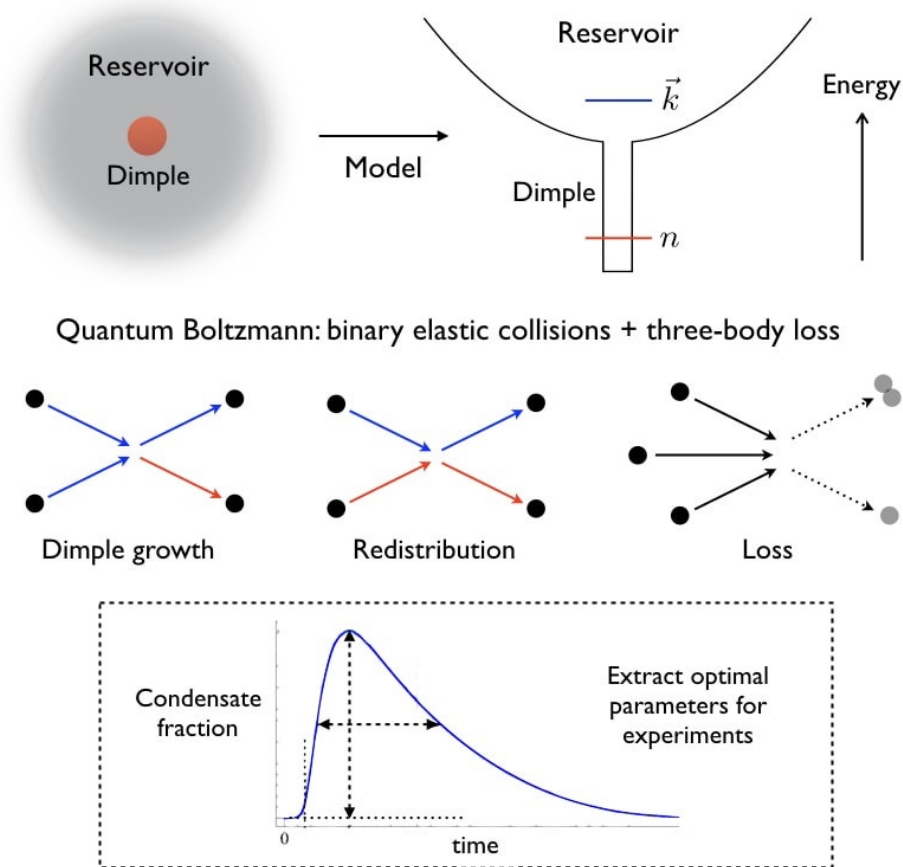 Reservoir
Dimple
Model
Reservoir
$\vec{k}$
Dimple
n
Energy
Quantum Boltzmann: binary elastic collisions + three-body loss
Dimple growth
Redistribution
Loss
Condensate
fraction
Extract optimal
parameters for
experiments
0
time